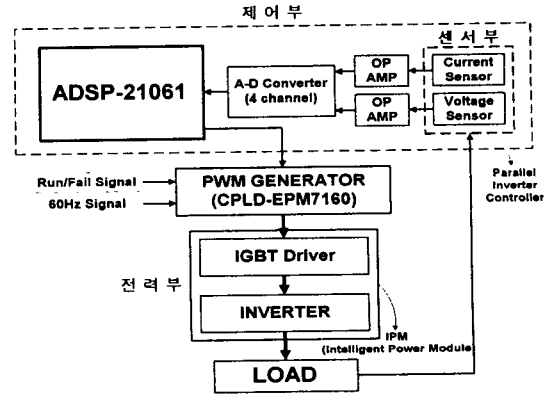 제 어 부
센 서 부
ADSP-21061
A-D Converter
(4 channel)
OP
AMP
Current
Sensor
OP
AMP
Voltage
Sensor
Parallel
Inverter
Controller
Run/Fail Signal
60Hz Signal
PWM GENERATOR
(CPLD-EPM7160)
전 력 부
IGBT Driver
INVERTER
IPM
(Intelligent Power Module)
LOAD